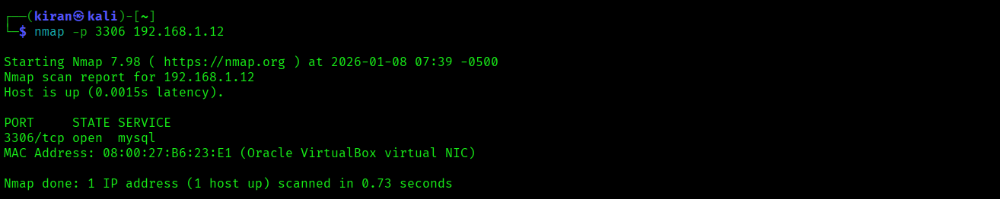 ┌──(kiran㉿kali)-[~]
└─$ nmap -p 3306 192.168.1.12
Starting Nmap 7.98 ( https://nmap.org ) at 2026-01-08 07:39 -0500
Nmap scan report for 192.168.1.12
Host is up (0.0015s latency).
PORT     STATE SERVICE
3306/tcp open  mysql
MAC Address: 08:00:27:B6:23:E1 (Oracle VirtualBox virtual NIC)
Nmap done: 1 IP address (1 host up) scanned in 0.73 seconds